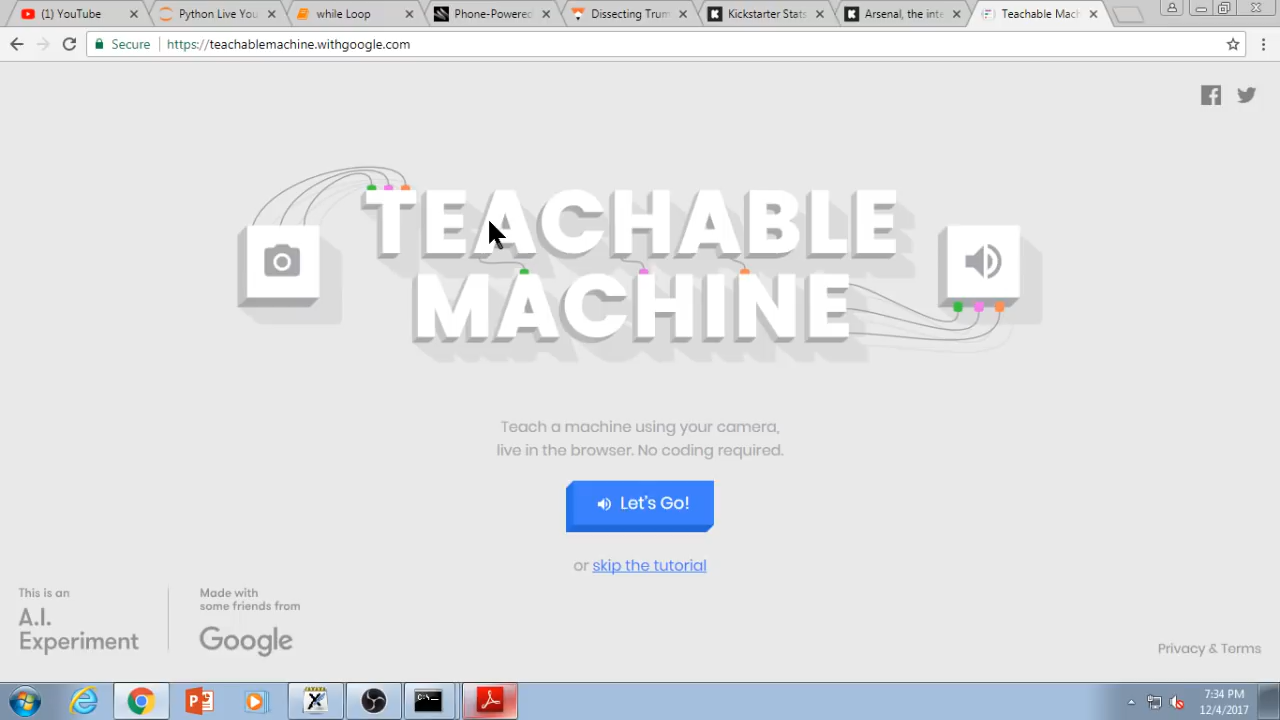 (1) YouTube
Python Live You
while Loop
Phone-Powered
Dissecting Trum
Kickstarter Stats
Arsenal, the inte
Teachable Mach
Secure
https://teachablemachine.withgoogle.com
TEACHABLE
MACHINE
Teach a machine using your camera,
live in the browser. No coding required.
Let's Go!
or skip the tutorial
This is an
A.I.
Experiment
Made with
some friends from
Google
Privacy & Terms
C:\.
7:34 PM
12/4/2017